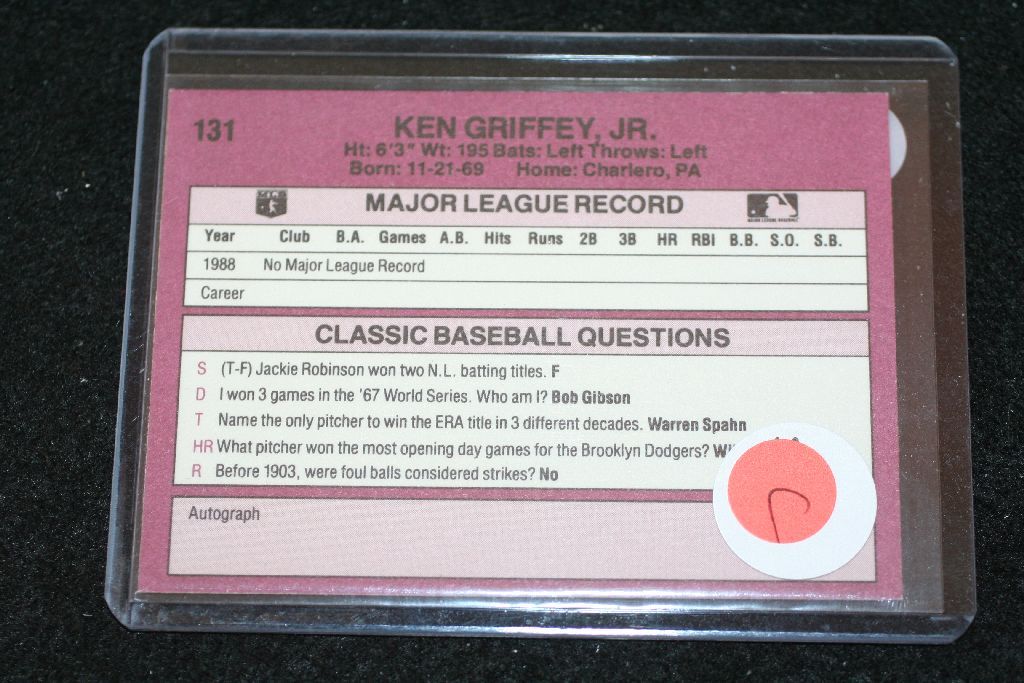 131
KEN GRIFFEY, JR.
Ht: 6'3" Wt: 195 Bats: Left Throws: Left
Born: 11-21-69 Home: Charlero, PA
MAJOR LEAGUE RECORD
Year Club B.A. Games A.B. Hits Runs 2B 3B HR RBI B.B. S.O. S.B.
1988 No Major League Record
Career
CLASSIC BASEBALL QUESTIONS
S (T-F) Jackie Robinson won two N.L. batting titles. F
D I won 3 games in the '67 World Series. Who am I? Bob Gibson
T Name the only pitcher to win the ERA title in 3 different decades. Warren Spahn
HR What pitcher won the most opening day games for the Brooklyn Dodgers?
R Before 1903, were foul balls considered strikes? No
Autograph